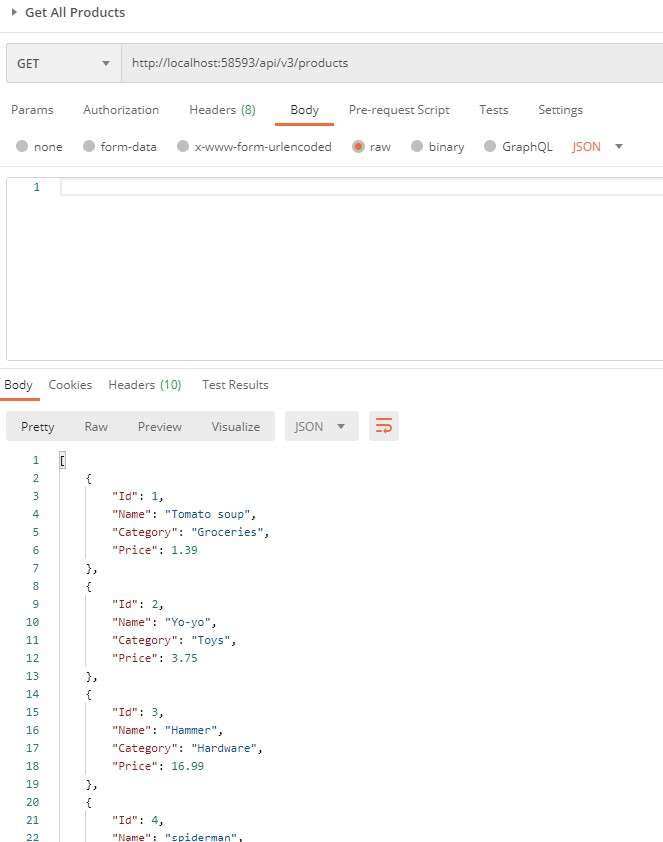 Get All Products
GET http://localhost:58593/api/v3/products
Params Authorization Headers (8) Body Pre-request Script Tests Settings
none form-data x-www-form-urlencoded raw binary GraphQL JSON
1
Body Cookies Headers (10) Test Results
Pretty Raw Preview Visualize JSON
1 [
2 {
3 "Id": 1,
4 "Name": "Tomato soup",
5 "Category": "Groceries",
6 "Price": 1.39
7 },
8 {
9 "Id": 2,
10 "Name": "Yo-yo",
11 "Category": "Toys",
12 "Price": 3.75
13 },
14 {
15 "Id": 3,
16 "Name": "Hammer",
17 "Category": "Hardware",
18 "Price": 16.99
19 },
20 {
21 "Id": 4,
22 "Name": "spiderman",